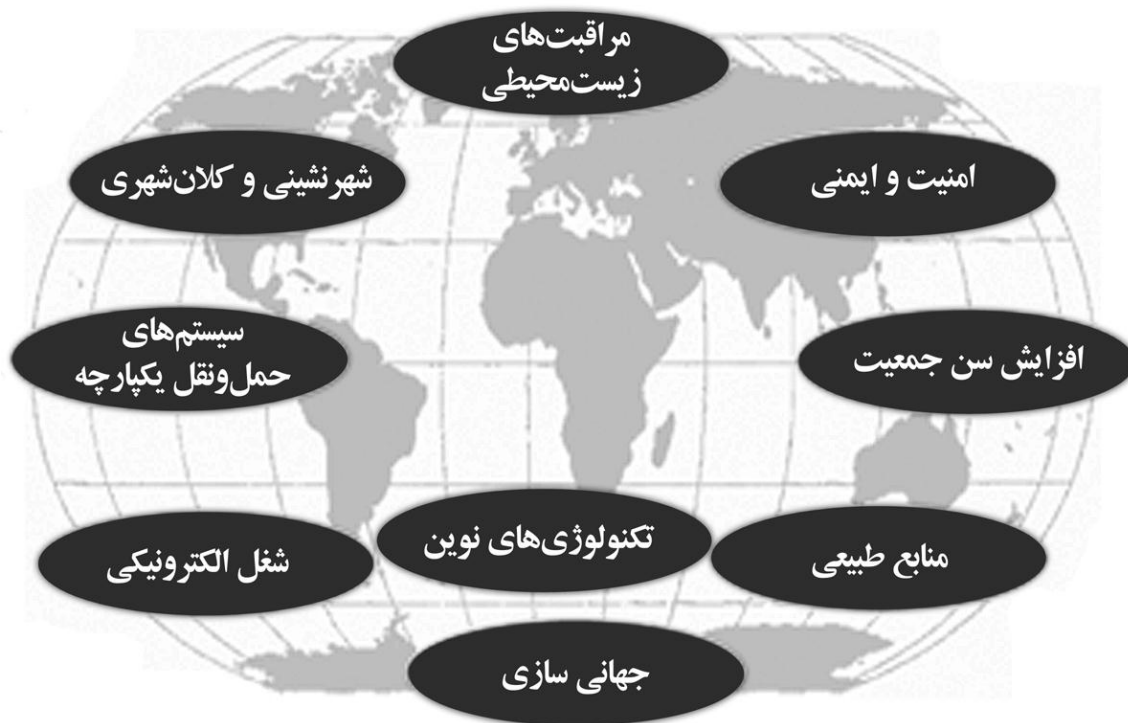 مراقبت‌های
زیست‌محیطی
امنیت و ایمنی
شهرنشینی و کلان‌شهری
افزایش سن جمعیت
سیستم‌های
حمل‌ونقل یکپارچه
منابع طبیعی
تکنولوژی‌های نوین
شغل الکترونیکی
جهانی سازی